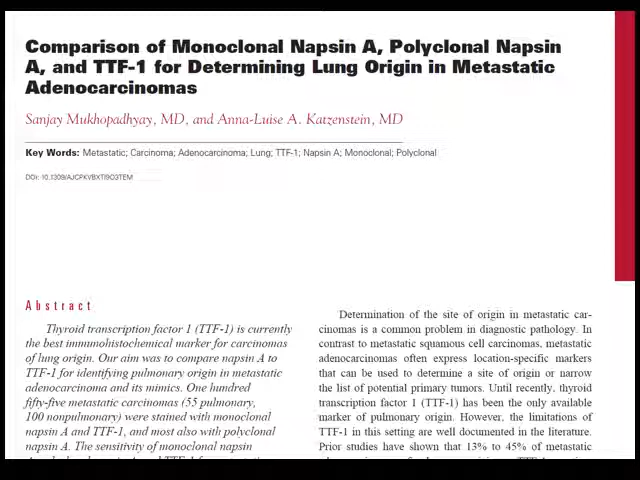 Comparison of Monoclonal Napsin A, Polyclonal Napsin
A, and TTF-1 for Determining Lung Origin in Metastatic
Adenocarcinomas
Sanjay Mukhopadhyay, MD, and Anna-Luise A. Katzenstein, MD
Key Words: Metastatic; Carcinoma; Adenocarcinoma; Lung; TTF-1; Napsin A; Monoclonal; Polyclonal
DOI: 10.1309/AJCPKVBXTI9C03TEM
Abstract
Thyroid transcription factor 1 (TTF-1) is currently
the best immunohistochemical marker for carcinomas
of lung origin. Our aim was to compare napsin A to
TTF-1 for identifying pulmonary origin in metastatic
adenocarcinoma and its mimics. One hundred
fifty-five metastatic carcinomas (55 pulmonary,
100 nonpulmonary) were stained with monoclonal
napsin A and TTF-1, and most also with polyclonal
napsin A. The sensitivity of monoclonal napsin
Determination of the site of origin in metastatic car-
cinomas is a common problem in diagnostic pathology. In
contrast to metastatic squamous cell carcinomas, metastatic
adenocarcinomas often express location-specific markers
that can be used to determine a site of origin or narrow
the list of potential primary tumors. Until recently, thyroid
transcription factor 1 (TTF-1) has been the only available
marker of pulmonary origin. However, the limitations of
TTF-1 in this setting are well documented in the literature.
Prior studies have shown that 13% to 45% of metastatic